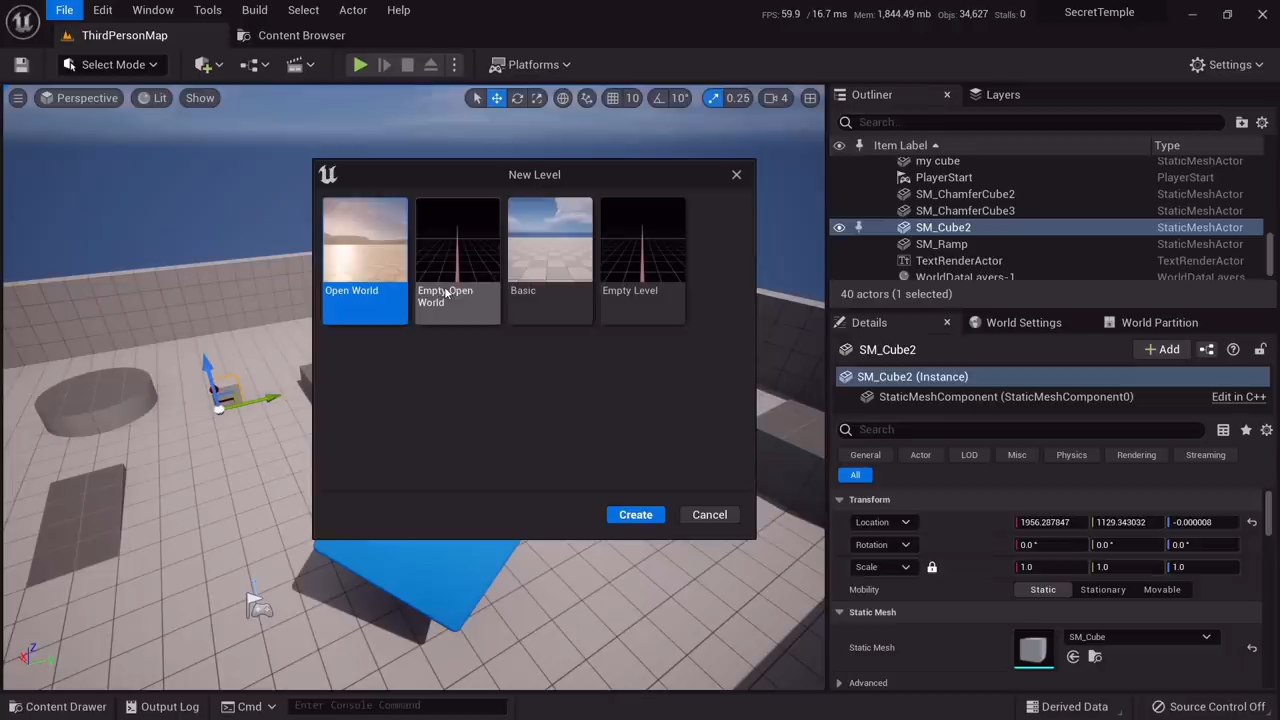 File Edit Window Tools Build Select Actor Help
FPS: 59.9 / 16.7 ms Mem: 1,844.49 mb Objs: 34,627 Stalls: 0
SecretTemple
ThirdPersonMap
Content Browser
Select Mode
Platforms
Settings
Perspective
Lit
Show
10
10°
0.25
4
New Level
Open World
Empty Open
World
Basic
Empty Level
Create
Cancel
Z
X
Outliner
Layers
Search...
Item Label
Type
my cube StaticMeshActor
PlayerStart PlayerStart
SM_ChamferCube2 StaticMeshActor
SM_ChamferCube3 StaticMeshActor
SM_Cube2 StaticMeshActor
SM_Ramp StaticMeshActor
TextRenderActor TextRenderActor
WorldDataLayers-1 WorldDataLayers
40 actors (1 selected)
Details
World Settings
World Partition
SM_Cube2
Add
SM_Cube2 (Instance)
StaticMeshComponent (StaticMeshComponent0)
Edit in C++
Search
General Actor LOD Misc Physics Rendering Streaming
All
Transform
Location 1956.287847 1129.343032 -0.000008
Rotation 0.0 ° 0.0 ° 0.0 °
Scale 1.0 1.0 1.0
Mobility Static Stationary Movable
Static Mesh
Static Mesh SM_Cube
Advanced
Content Drawer
Output Log
Cmd
Enter Console Command
Derived Data
Source Control Off